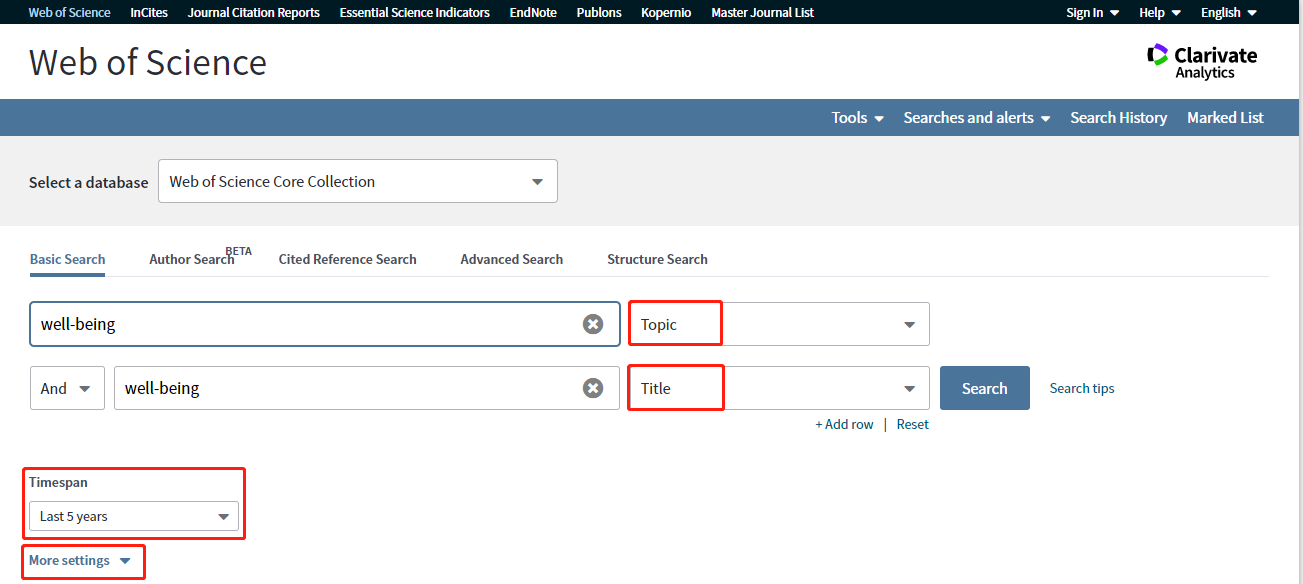 Web of Science InCites Journal Citation Reports Essential Science Indicators EndNote Publons Kopernio Master Journal List Sign In Help English
Web of Science
Clarivate
Analytics
Tools Searches and alerts Search History Marked List
Select a database Web of Science Core Collection
Basic Search Author Search BETA Cited Reference Search Advanced Search Structure Search
well-being Topic
And well-being Title Search Search tips
+ Add row | Reset
Timespan
Last 5 years
More settings